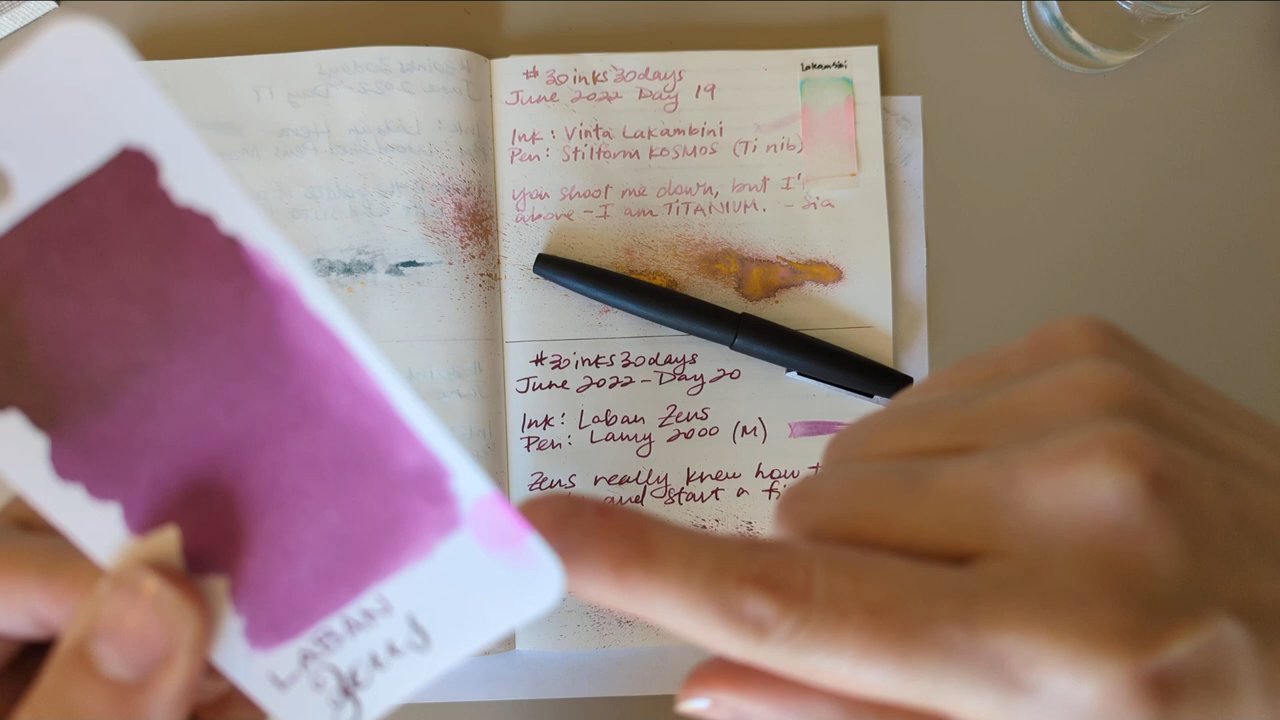 #30inks30days
June 2022 Day 19
Lakambini
Ink: Vinta Lakambini
Pen: Stilform KOSMOS (Ti nib)
You shoot me down, but I'
above - I am TITANIUM. - Sia
#30inks30days
June 2022 - Day 20
Ink: Laban Zeus
Pen: Lamy 2000 (M)
Zeus really knew how t
and start a fi
LABAN
Zeus